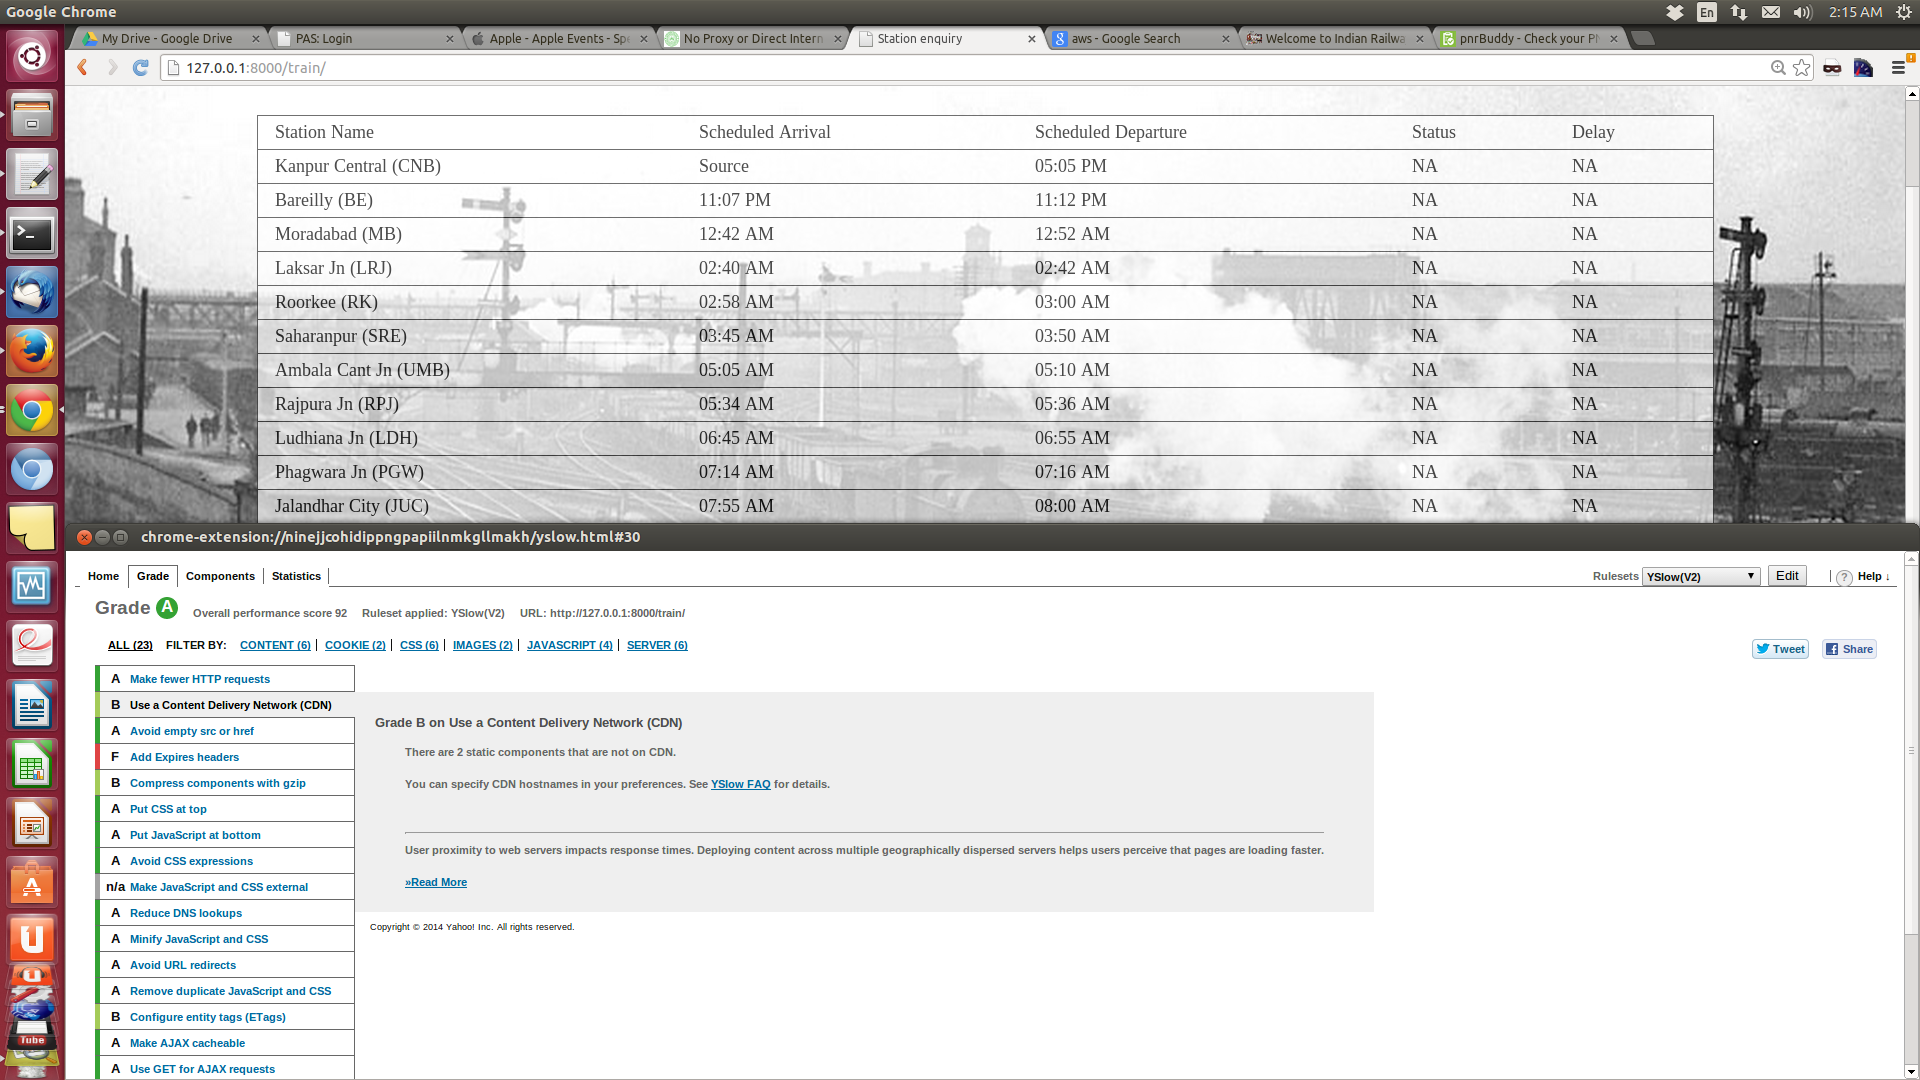 Google Chrome
En
2:15 AM
My Drive - Google Drive
PAS: Login
Apple - Apple Events - Spe
No Proxy or Direct Intern
Station enquiry
aws - Google Search
Welcome to Indian Railwa
pnrBuddy - Check your PN
127.0.0.1:8000/train/
Station Name Scheduled Arrival Scheduled Departure Status Delay
Kanpur Central (CNB) Source 05:05 PM NA NA
Bareilly (BE) 11:07 PM 11:12 PM NA NA
Moradabad (MB) 12:42 AM 12:52 AM NA NA
Laksar Jn (LRJ) 02:40 AM 02:42 AM NA NA
Roorkee (RK) 02:58 AM 03:00 AM NA NA
Saharanpur (SRE) 03:45 AM 03:50 AM NA NA
Ambala Cant Jn (UMB) 05:05 AM 05:10 AM NA NA
Rajpura Jn (RPJ) 05:34 AM 05:36 AM NA NA
Ludhiana Jn (LDH) 06:45 AM 06:55 AM NA NA
Phagwara Jn (PGW) 07:14 AM 07:16 AM NA NA
Jalandhar City (JUC) 07:55 AM 08:00 AM NA NA
chrome-extension://ninejjcohidippngpapiilnmkgllmakh/yslow.html#30
Home Grade Components Statistics
Rulesets YSlow(V2) Edit ? Help ↓
Grade A Overall performance score 92 Ruleset applied: YSlow(V2) URL: http://127.0.0.1:8000/train/
ALL (23) FILTER BY: CONTENT (6) COOKIE (2) CSS (6) IMAGES (2) JAVASCRIPT (4) SERVER (6)
Tweet Share
A Make fewer HTTP requests
B Use a Content Delivery Network (CDN)
A Avoid empty src or href
F Add Expires headers
B Compress components with gzip
A Put CSS at top
A Put JavaScript at bottom
A Avoid CSS expressions
n/a Make JavaScript and CSS external
A Reduce DNS lookups
A Minify JavaScript and CSS
A Avoid URL redirects
A Remove duplicate JavaScript and CSS
B Configure entity tags (ETags)
A Make AJAX cacheable
A Use GET for AJAX requests
Grade B on Use a Content Delivery Network (CDN)
There are 2 static components that are not on CDN.
You can specify CDN hostnames in your preferences. See YSlow FAQ for details.
User proximity to web servers impacts response times. Deploying content across multiple geographically dispersed servers helps users perceive that pages are loading faster.
»Read More
Copyright © 2014 Yahoo! Inc. All rights reserved.
Tube